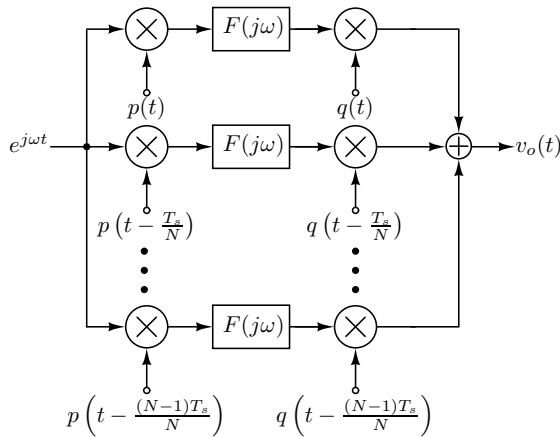 F(jω)
p(t) q(t)
e^{jωt} F(jω) v_o(t)
p(t − T_s/N) q(t − T_s/N)
F(jω)
p(t − (N−1)T_s/N) q(t − (N−1)T_s/N)